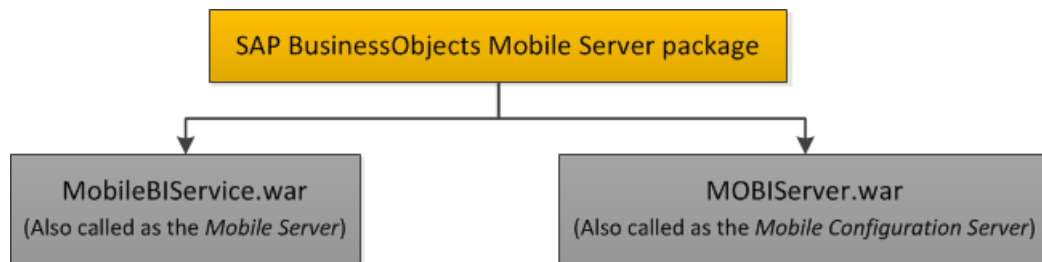 SAP BusinessObjects Mobile Server package
MobileBIService.war
(Also called as the Mobile Server)
MOBIServer.war
(Also called as the Mobile Configuration Server)